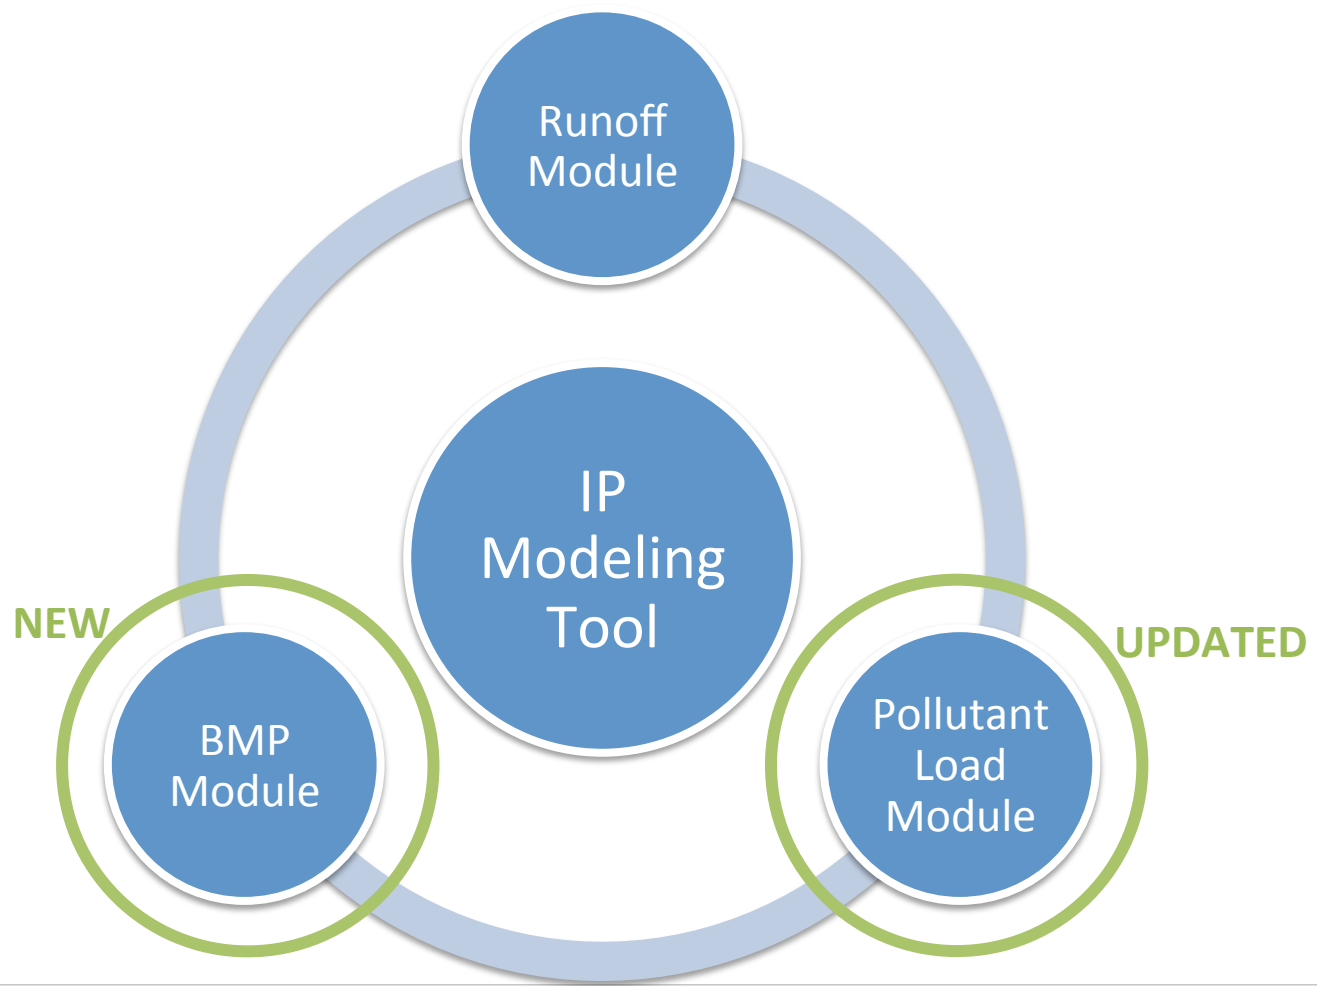 Runoff
Module
IP
Modeling
Tool
NEW
UPDATED
BMP
Module
Pollutant
Load
Module